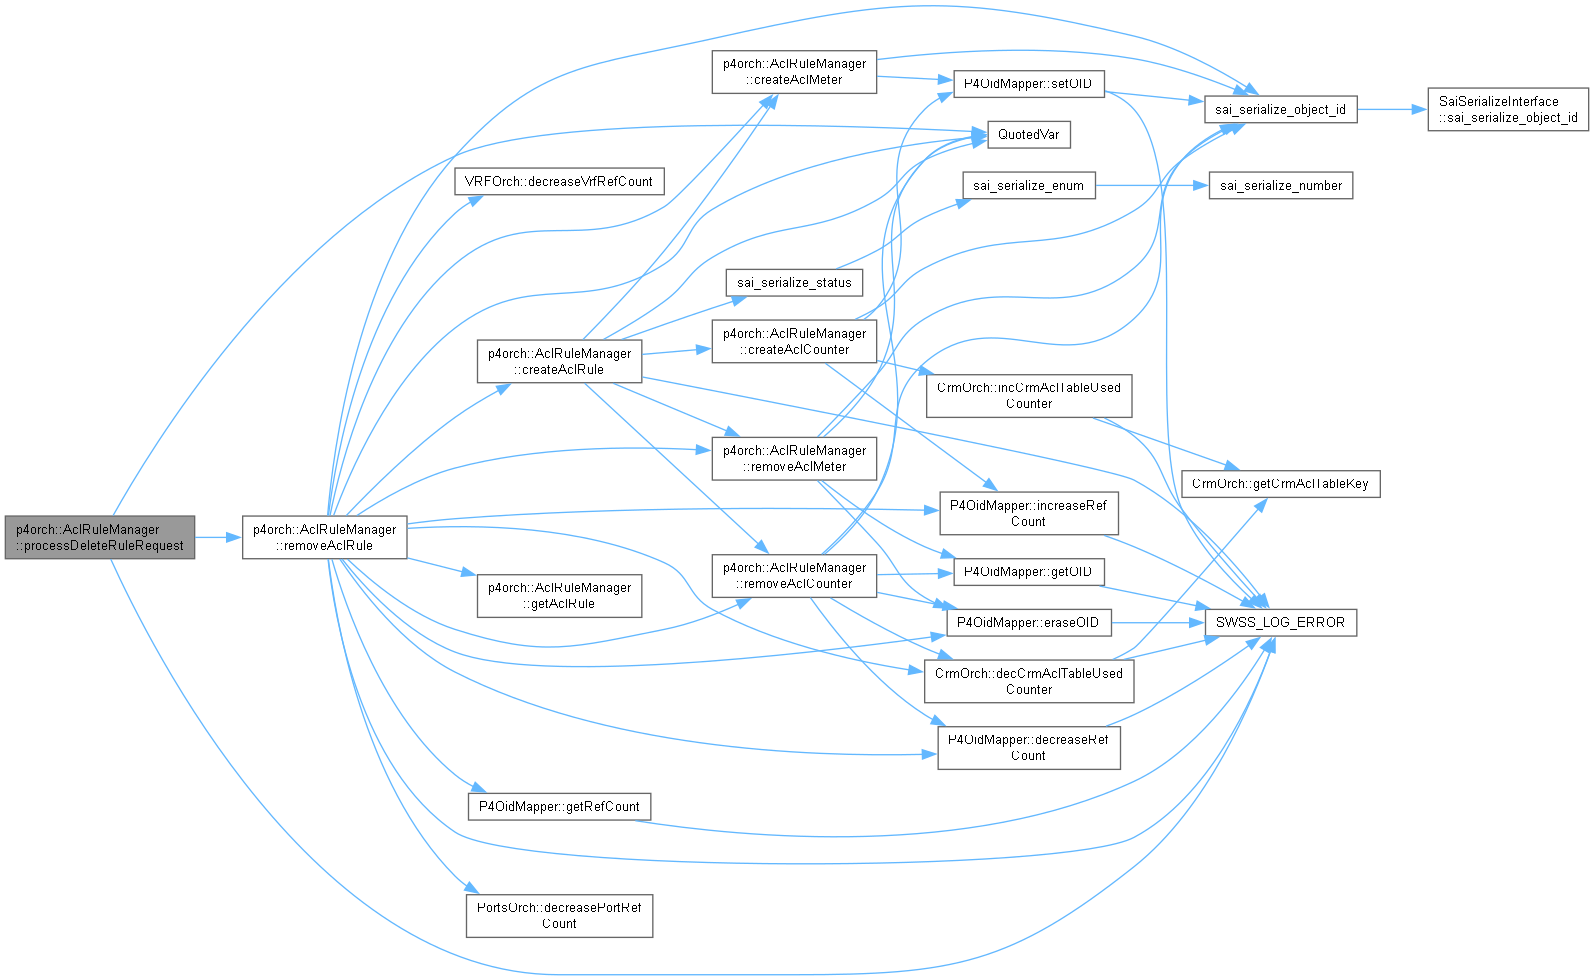 p4orch::AclRuleManager
::processDeleteRuleRequest
p4orch::AclRuleManager
::removeAclRule
VRFOrch::decreaseVrfRefCount
p4orch::AclRuleManager
::createAclRule
p4orch::AclRuleManager
::getAclRule
P4OidMapper::getRefCount
PortsOrch::decreasePortRef
Count
p4orch::AclRuleManager
::createAclMeter
sai_serialize_status
p4orch::AclRuleManager
::createAclCounter
p4orch::AclRuleManager
::removeAclMeter
p4orch::AclRuleManager
::removeAclCounter
P4OidMapper::setOID
QuotedVar
sai_serialize_enum
CrmOrch::incCrmAclTableUsed
Counter
P4OidMapper::increaseRef
Count
P4OidMapper::getOID
P4OidMapper::eraseOID
CrmOrch::decCrmAclTableUsed
Counter
P4OidMapper::decreaseRef
Count
sai_serialize_object_id
sai_serialize_number
CrmOrch::getCrmAclTableKey
SWSS_LOG_ERROR
SaiSerializeInterface
::sai_serialize_object_id